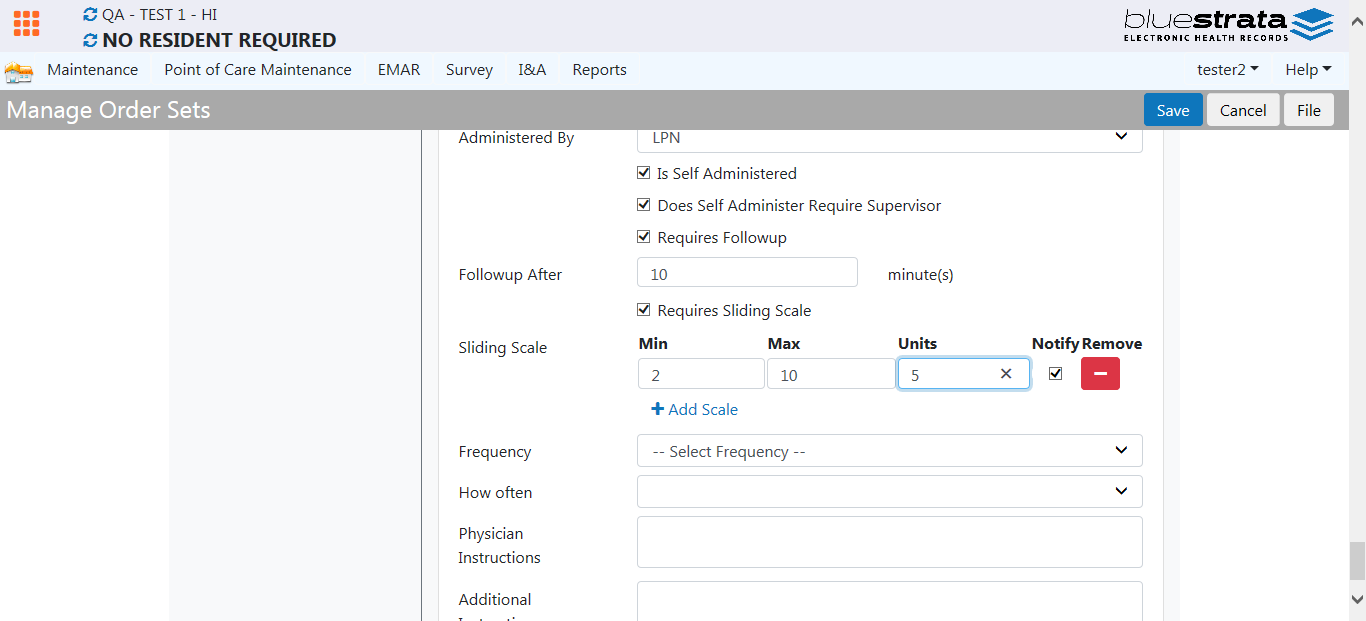 QA - TEST 1 - HI
NO RESIDENT REQUIRED
bluestrata
ELECTRONIC HEALTH RECORDS
Maintenance Point of Care Maintenance EMAR Survey I&A Reports tester2 Help
Manage Order Sets Save Cancel File
Administered By LPN
Is Self Administered
Does Self Administer Require Supervisor
Requires Followup
Followup After 10 minute(s)
Requires Sliding Scale
Sliding Scale Min Max Units Notify Remove
2 10 5
Add Scale
Frequency -- Select Frequency --
How often
Physician
Instructions
Additional